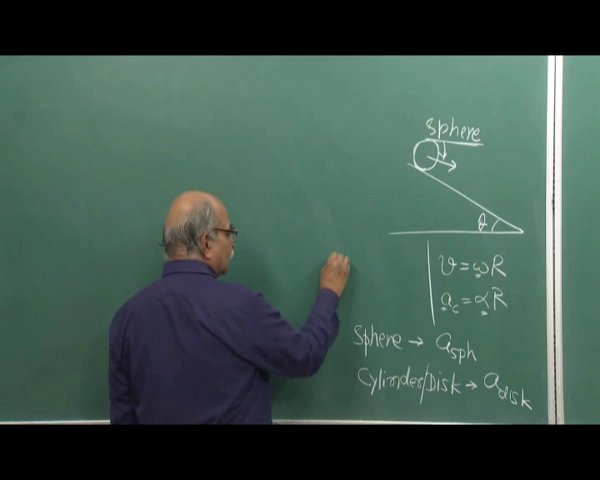 Sphere
θ
v = ωR
a_c = αR
Sphere → a_sph
Cylinder/Disk → a_disk